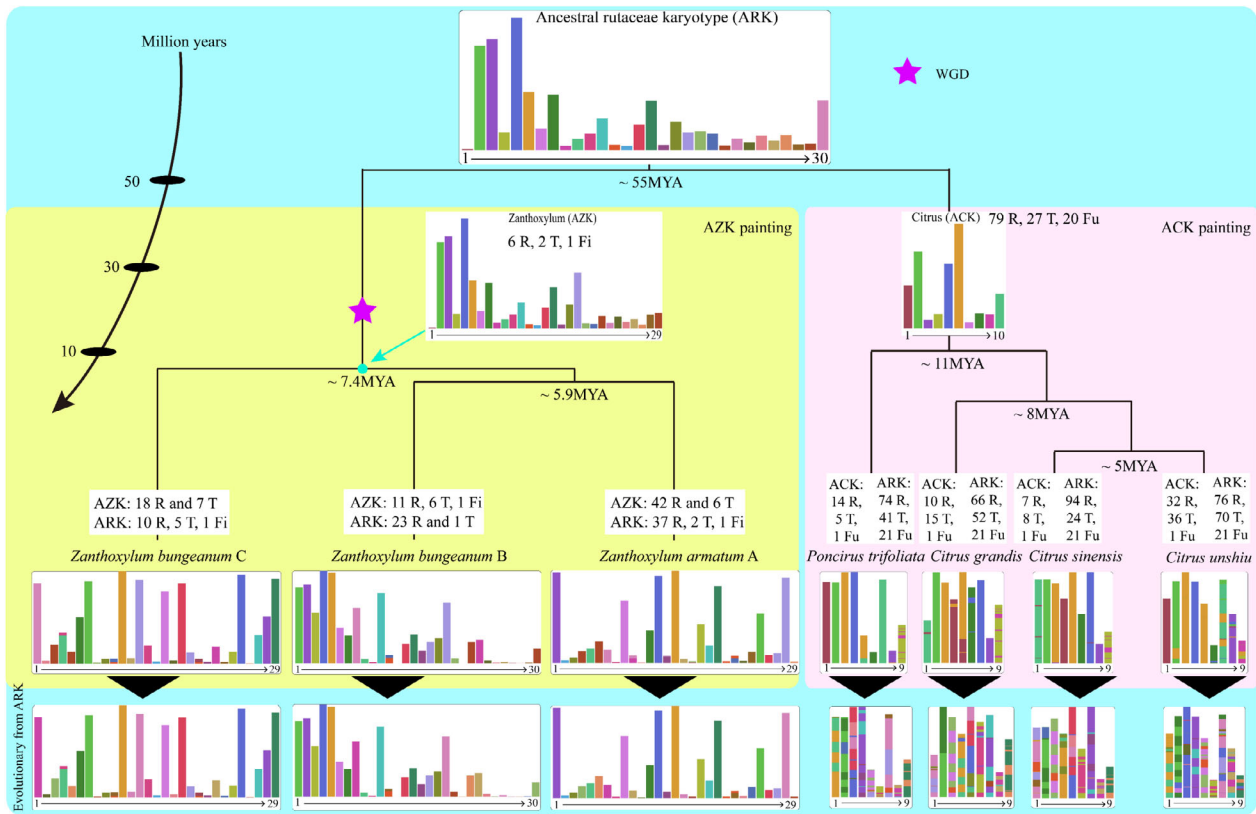 Ancestral rutaceae karyotype (ARK)
Million years
WGD
1
30
~ 55MYA
50
30
10
Zanthoxylum (AZK)
6 R, 2 T, 1 Fi
1
29
AZK painting
Citrus (ACK)
79 R, 27 T, 20 Fu
ACK painting
1
10
~ 7.4MYA
~ 5.9MYA
~ 11MYA
~ 8MYA
~ 5MYA
AZK: 18 R and 7 T
ARK: 10 R, 5 T, 1 Fi
AZK: 11 R, 6 T, 1 Fi
ARK: 23 R and 1 T
AZK: 42 R and 6 T
ARK: 37 R, 2 T, 1 Fi
ACK:
14 R,
5 T,
1 Fu
ARK:
74 R,
41 T,
21 Fu
ACK:
10 R,
15 T,
1 Fu
ARK:
66 R,
52 T,
21 Fu
ACK:
7 R,
8 T,
1 Fu
ARK:
94 R,
24 T,
21 Fu
ACK:
32 R,
36 T,
1 Fu
ARK:
76 R,
70 T,
21 Fu
Zanthoxylum bungeanum C
Zanthoxylum bungeanum B
Zanthoxylum armatum A
Poncirus trifoliata
Citrus grandis
Citrus sinensis
Citrus unshiu
1
29
1
30
1
29
1
9
1
9
1
9
1
9
Evolutionary from ARK
1
29
1
30
1
29
1
9
1
9
1
9
1
9